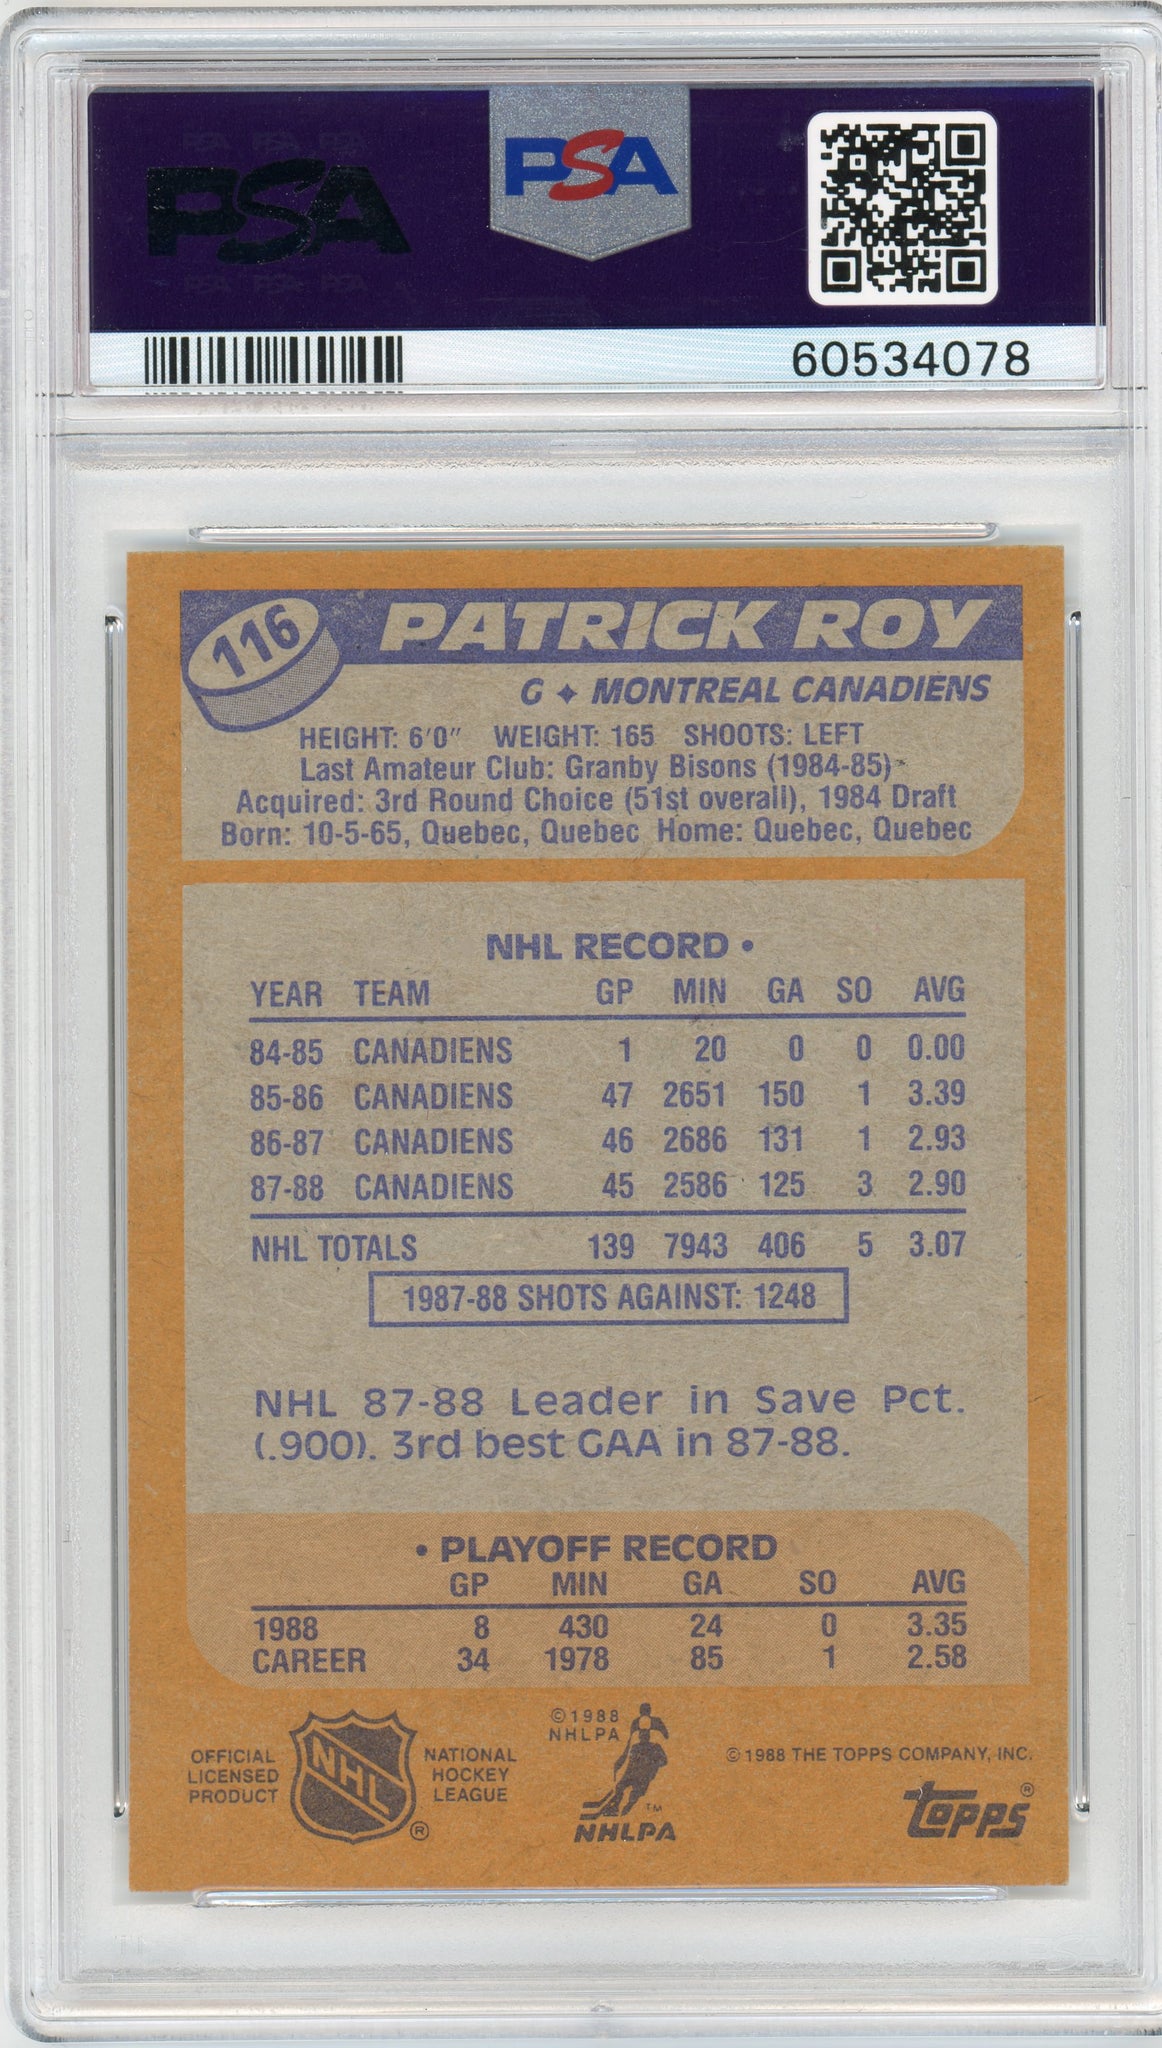 PSA PSA PSA
PSA
PSA PSA PSA
PSA
60534078
116
PATRICK ROY
G ✦ MONTREAL CANADIENS
HEIGHT: 6'0" WEIGHT: 165 SHOOTS: LEFT
Last Amateur Club: Granby Bisons (1984-85)
Acquired: 3rd Round Choice (51st overall), 1984 Draft
Born: 10-5-65, Quebec, Quebec Home: Quebec, Quebec
NHL RECORD •
YEAR TEAM GP MIN GA SO AVG
84-85 CANADIENS 1 20 0 0 0.00
85-86 CANADIENS 47 2651 150 1 3.39
86-87 CANADIENS 46 2686 131 1 2.93
87-88 CANADIENS 45 2586 125 3 2.90
NHL TOTALS 139 7943 406 5 3.07
1987-88 SHOTS AGAINST: 1248
NHL 87-88 Leader in Save Pct.
(.900). 3rd best GAA in 87-88.
• PLAYOFF RECORD
GP MIN GA SO AVG
1988 8 430 24 0 3.35
CAREER 34 1978 85 1 2.58
OFFICIAL
LICENSED
PRODUCT
NHL
®
NATIONAL
HOCKEY
LEAGUE
©1988
NHLPA
TM
NHLPA
©1988 THE TOPPS COMPANY, INC.
TOPPS®